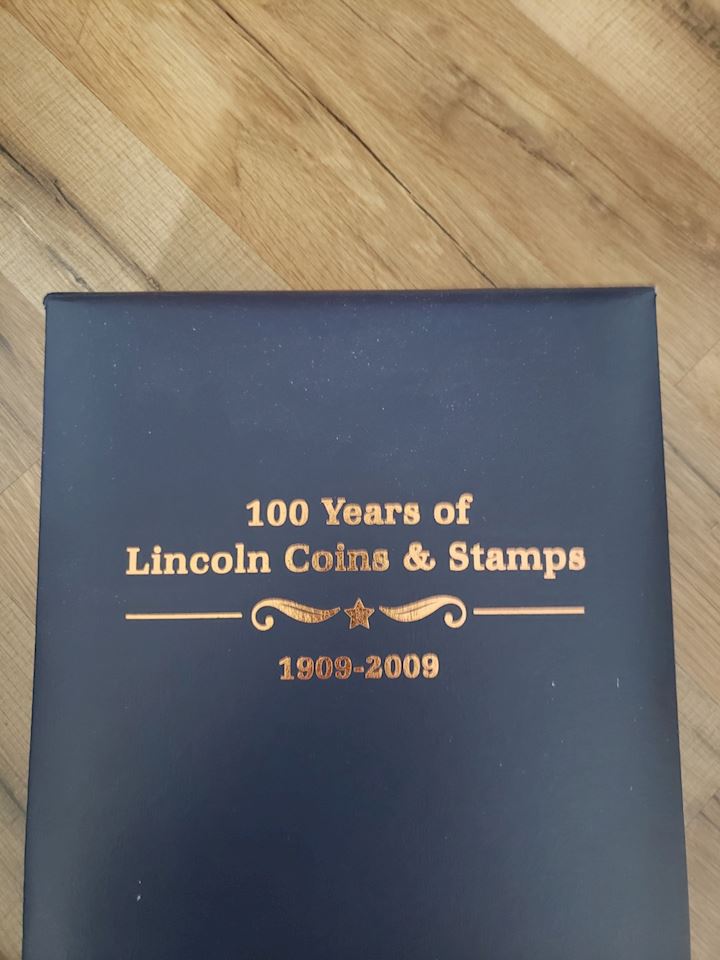 100 Years of
Lincoln Coins & Stamps
1909-2009